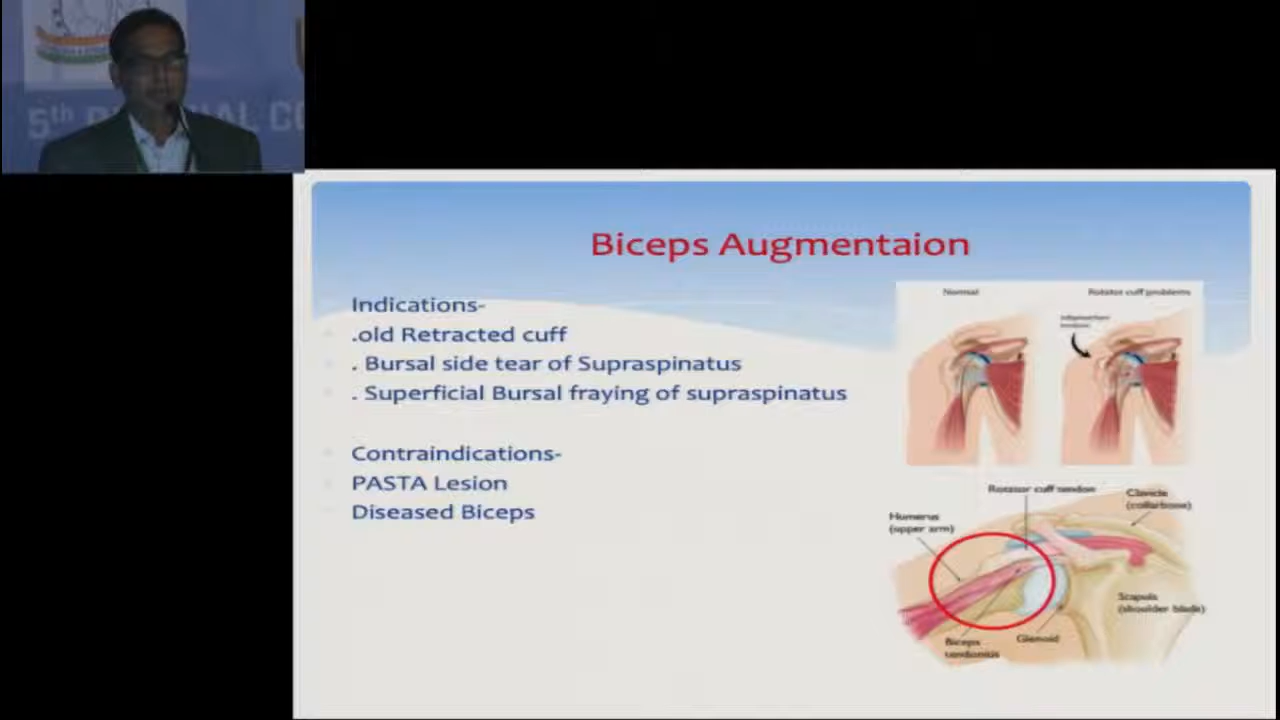 5th
Biceps Augmentaion
Indications-
.old Retracted cuff
. Bursal side tear of Supraspinatus
. Superficial Bursal fraying of supraspinatus
Contraindications-
PASTA Lesion
Diseased Biceps
Normal
Rotator cuff problems
Rotator cuff tendon
Clavicle
(collarbone)
Humerus
(upper arm)
Scapula
(shoulder blade)
Glenoid
Biceps